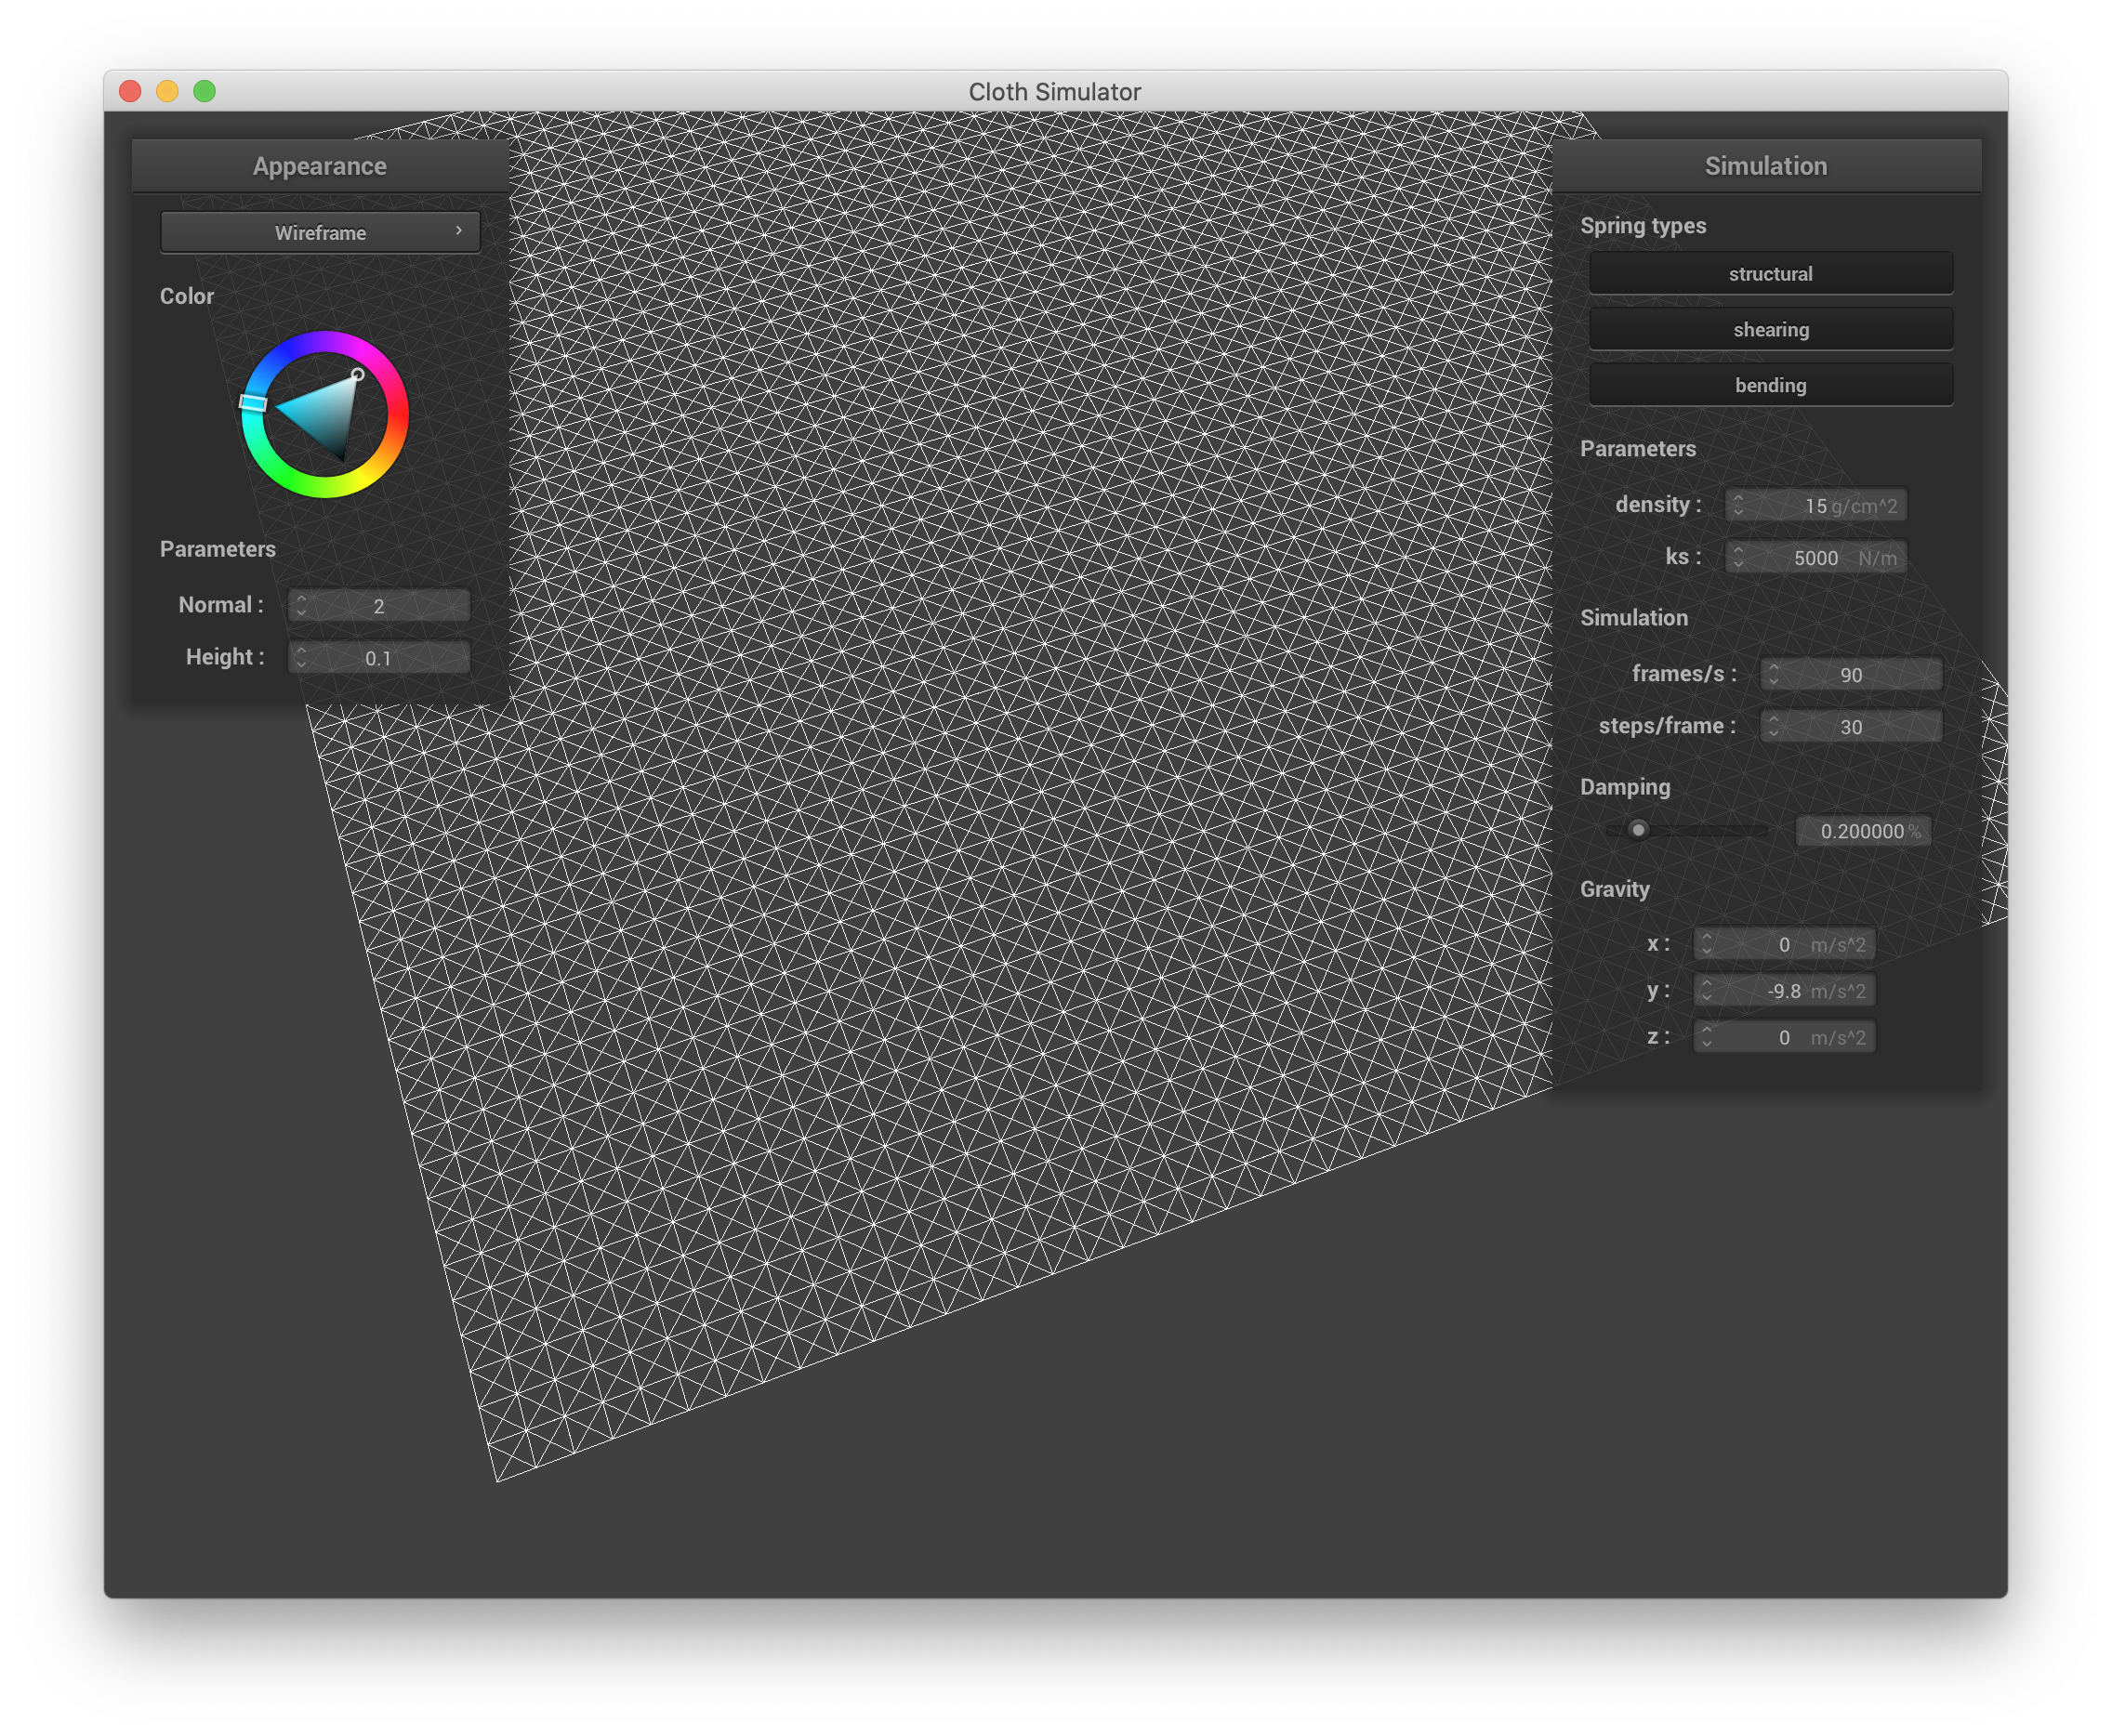 Cloth Simulator
Appearance
Wireframe ›
Color
Parameters
Normal : 2
Height : 0.1
Simulation
Spring types
structural
shearing
bending
Parameters
density : 15 g/cm^2
ks : 5000 N/m
Simulation
frames/s : 90
steps/frame : 30
Damping
0.200000 %
Gravity
x : 0 m/s^2
y : -9.8 m/s^2
z : 0 m/s^2